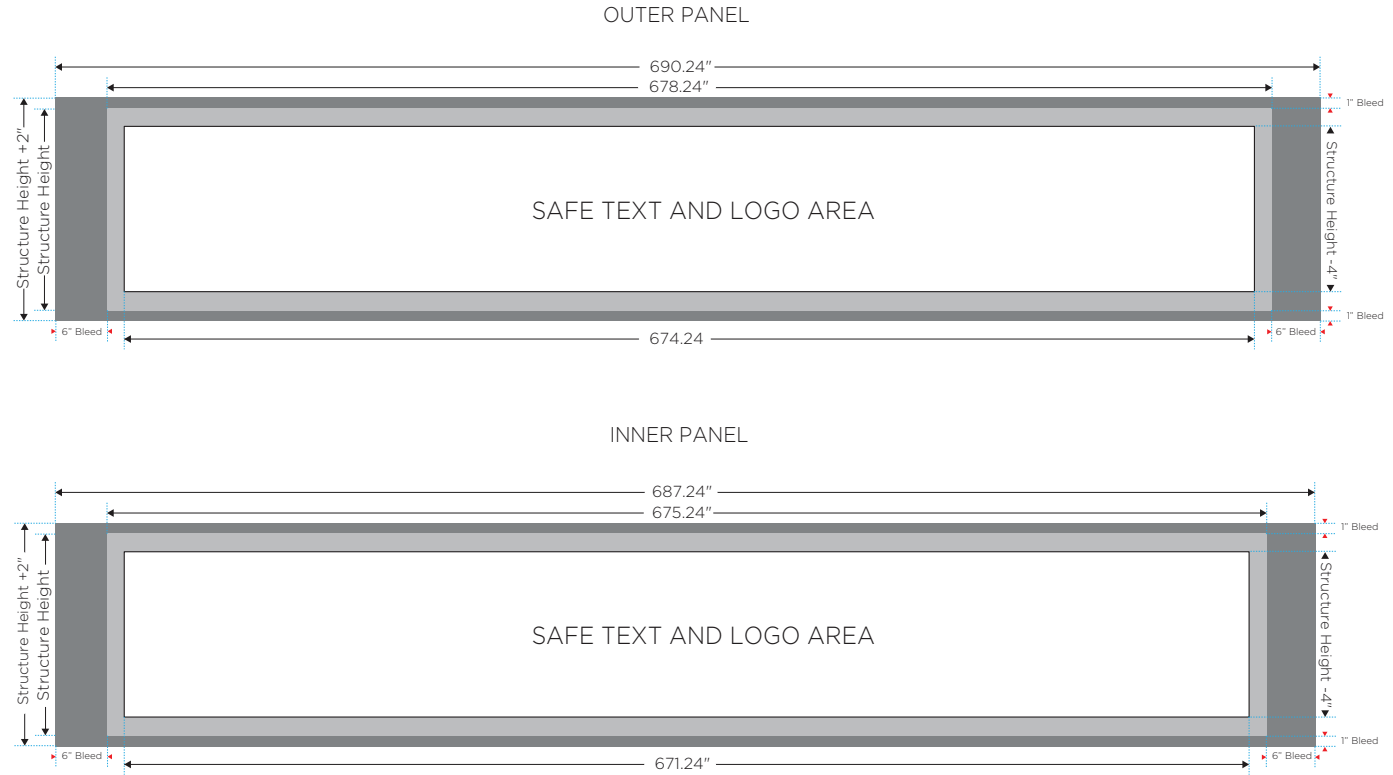 OUTER PANEL
690.24"
678.24"
1" Bleed
Structure Height +2"
Structure Height
SAFE TEXT AND LOGO AREA
Structure Height -4"
1" Bleed
6" Bleed
674.24
6" Bleed
INNER PANEL
687.24"
675.24"
1" Bleed
Structure Height +2"
Structure Height
SAFE TEXT AND LOGO AREA
Structure Height -4"
1" Bleed
6" Bleed
671.24"
6" Bleed